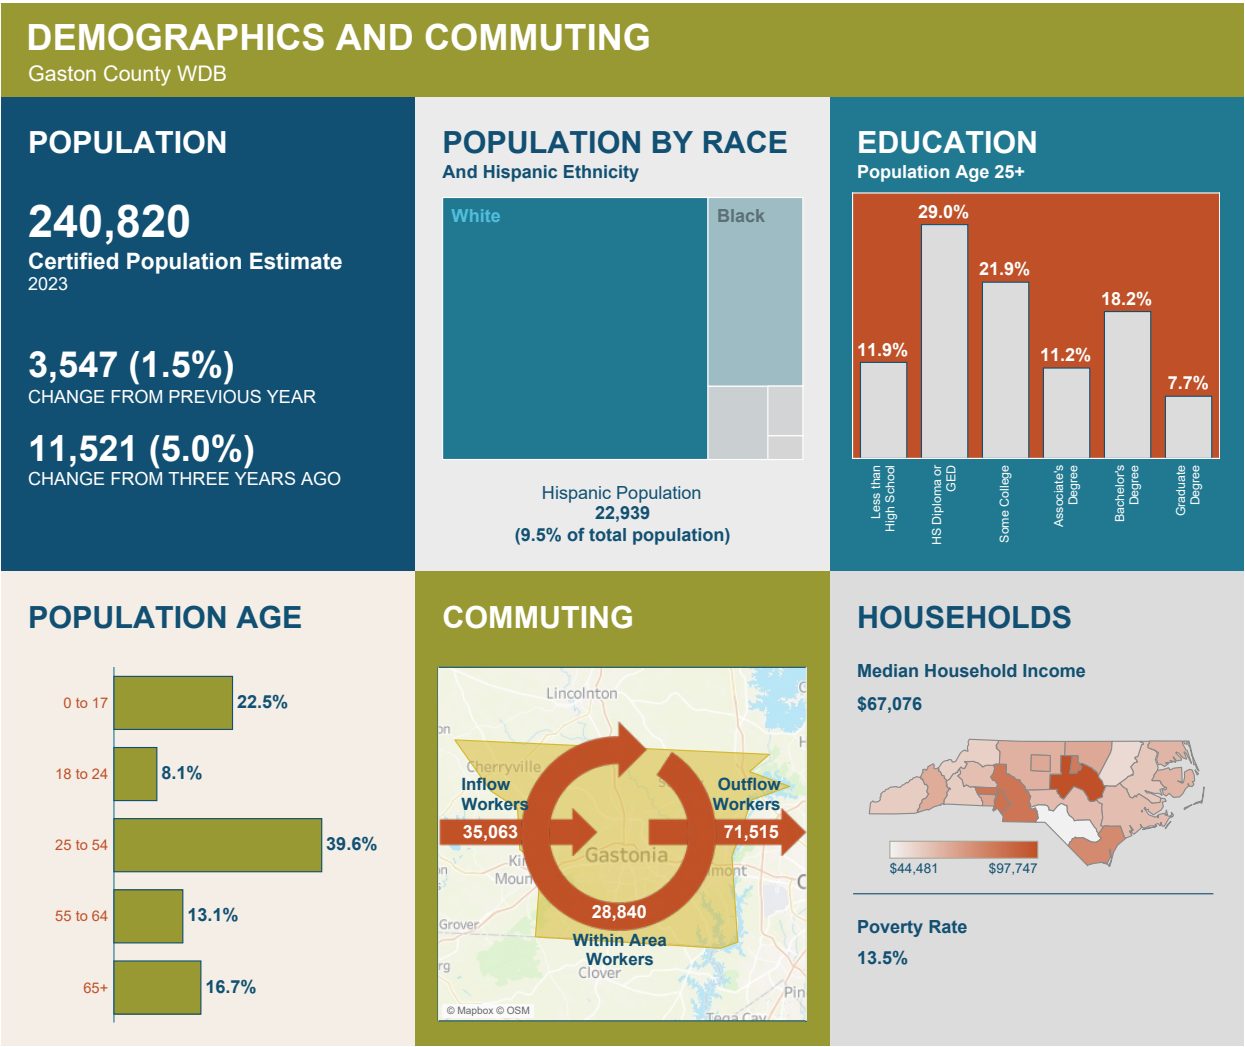 DEMOGRAPHICS AND COMMUTING
Gaston County WDB
POPULATION
240,820
Certified Population Estimate
2023
3,547 (1.5%)
CHANGE FROM PREVIOUS YEAR
11,521 (5.0%)
CHANGE FROM THREE YEARS AGO
POPULATION BY RACE
And Hispanic Ethnicity
White
Black
Hispanic Population
22,939
(9.5% of total population)
EDUCATION
Population Age 25+
11.9%
29.0%
21.9%
11.2%
18.2%
7.7%
Less than
High School
HS Diploma or
GED
Some College
Associate's
Degree
Bachelor's
Degree
Graduate
Degree
POPULATION AGE
0 to 17
22.5%
18 to 24
8.1%
25 to 54
39.6%
55 to 64
13.1%
65+
16.7%
COMMUTING
Lincolnton
Cherryville
Inflow
Workers
35,063
Outflow
Workers
71,515
Gastonia
Kin
Moun
mont
28,840
Within Area
Workers
Grover
rg
Clover
Pin
Tega Cay
© Mapbox © OSM
HOUSEHOLDS
Median Household Income
$67,076
$44,481
$97,747
Poverty Rate
13.5%